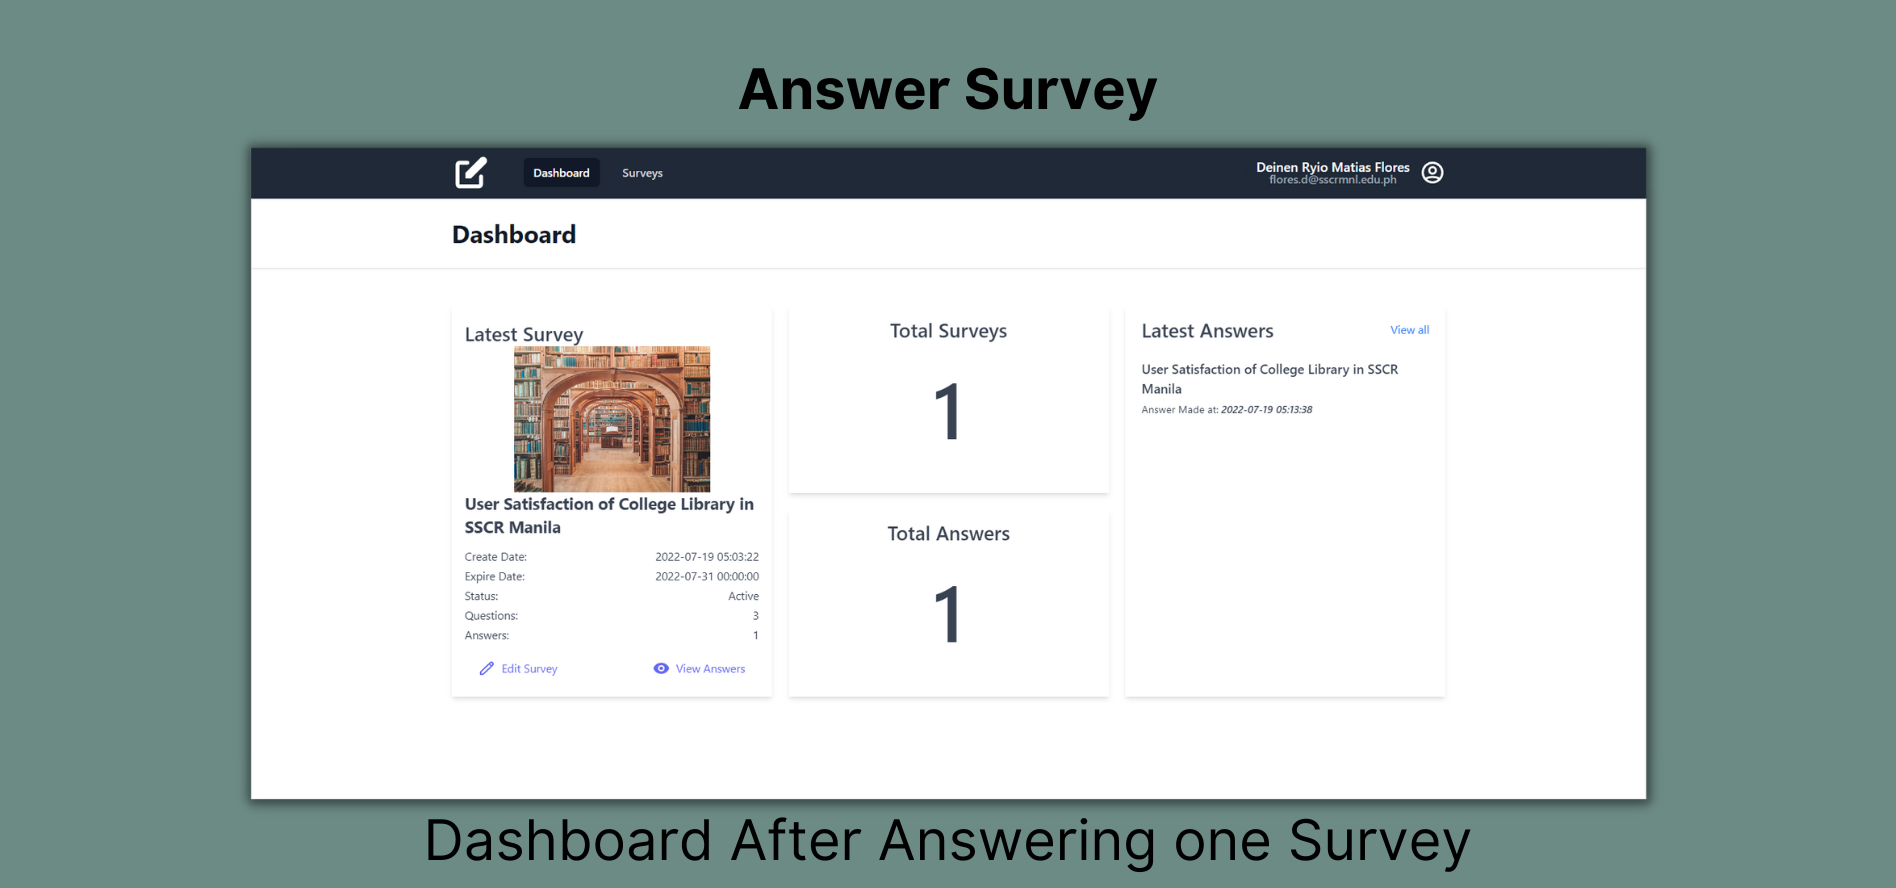 Answer Survey
Dashboard
Surveys
Deinen Ryio Matias Flores
flores.d@sscrmnl.edu.ph
Dashboard
Latest Survey
User Satisfaction of College Library in
SSCR Manila
Create Date: 2022-07-19 05:03:22
Expire Date: 2022-07-31 00:00:00
Status: Active
Questions: 3
Answers: 1
Edit Survey
View Answers
Total Surveys
1
Total Answers
1
Latest Answers
View all
User Satisfaction of College Library in SSCR
Manila
Answer Made at: 2022-07-19 05:13:38
Dashboard After Answering one Survey